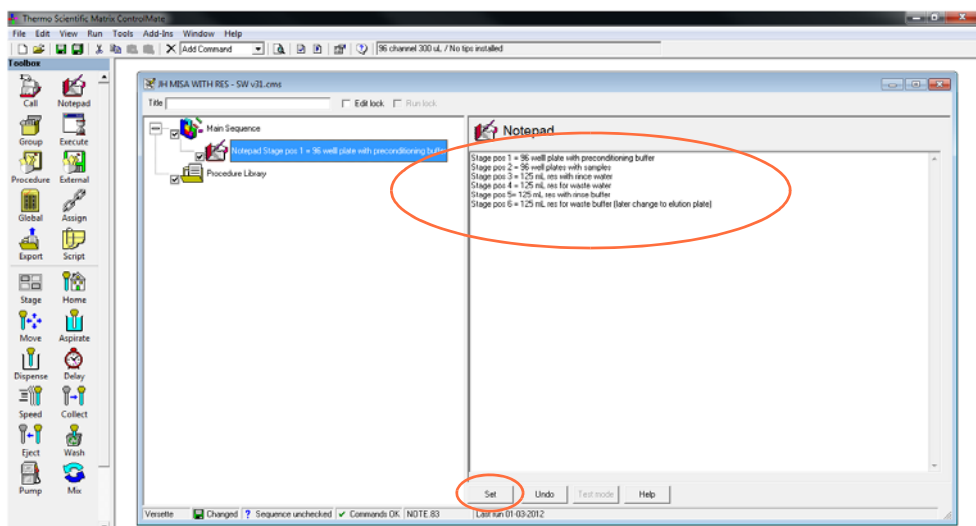 Thermo Scientific Matrix ControlMate
File Edit View Run Tools Add-Ins Window Help
Add Command
96 channel 300 uL / No tips installed
Toolbox
Call Notepad
Group Execute
Procedure External
Global Assign
Export Script
Stage Home
Move Aspirate
Dispense Delay
Speed Collect
Eject Wash
Pump Mix
JH MISA WITH RES - SW v31.cms
Title Edit lock Run lock
Main Sequence
Notepad Stage pos 1 = 96 well plate with preconditioning buffer
Procedure Library
Notepad
Stage pos 1 = 96 well plate with preconditioning buffer
Stage pos 2 = 96 well plates with samples
Stage pos 3 = 125 mL res with rince water
Stage pos 4 = 125 mL res for waste water
Stage pos 5= 125 mL res with rinse buffer
Stage pos 6 = 125 mL res for waste buffer (later change to elution plate)
Set Undo Test mode Help
Versette Changed ? Sequence unchecked Commands OK NOTE.83 Last run 01-03-2012